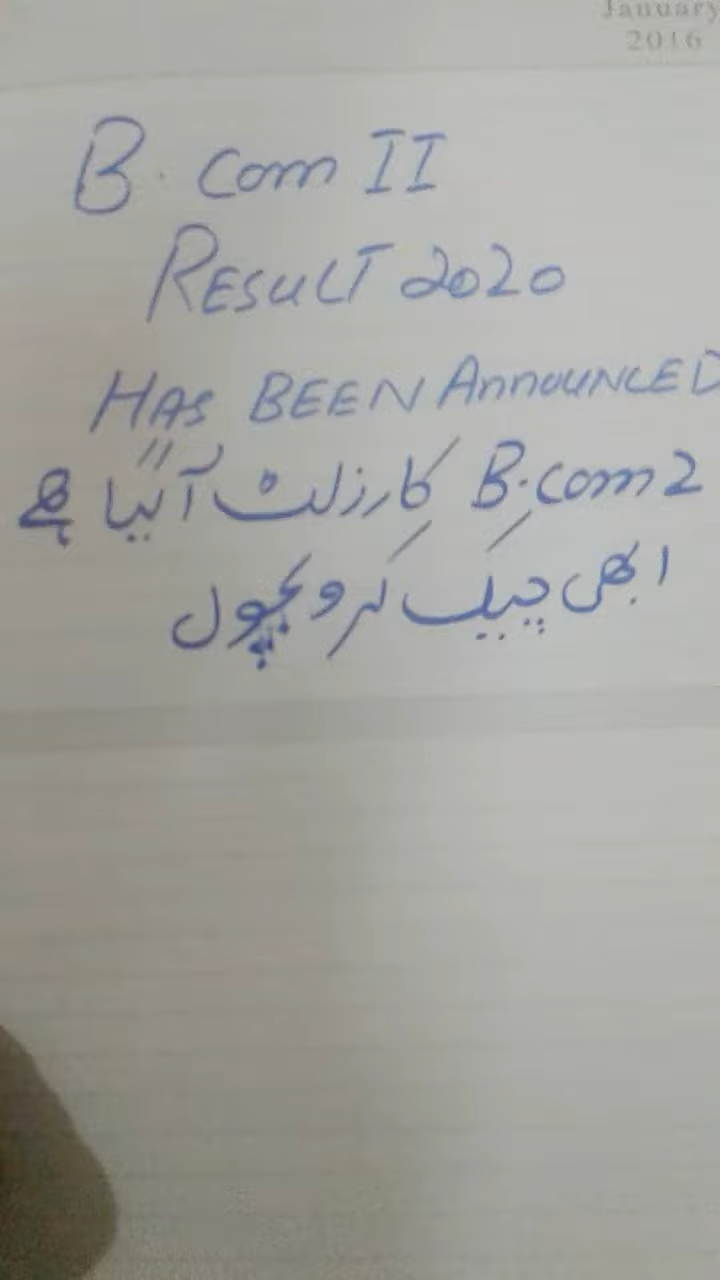 January
2016
B. Com II
RESULT 2020
HAS BEEN ANNOUNCED
B.com 2 کا رزلٹ آگیا ہے
ابھی چیک کرو بچوں